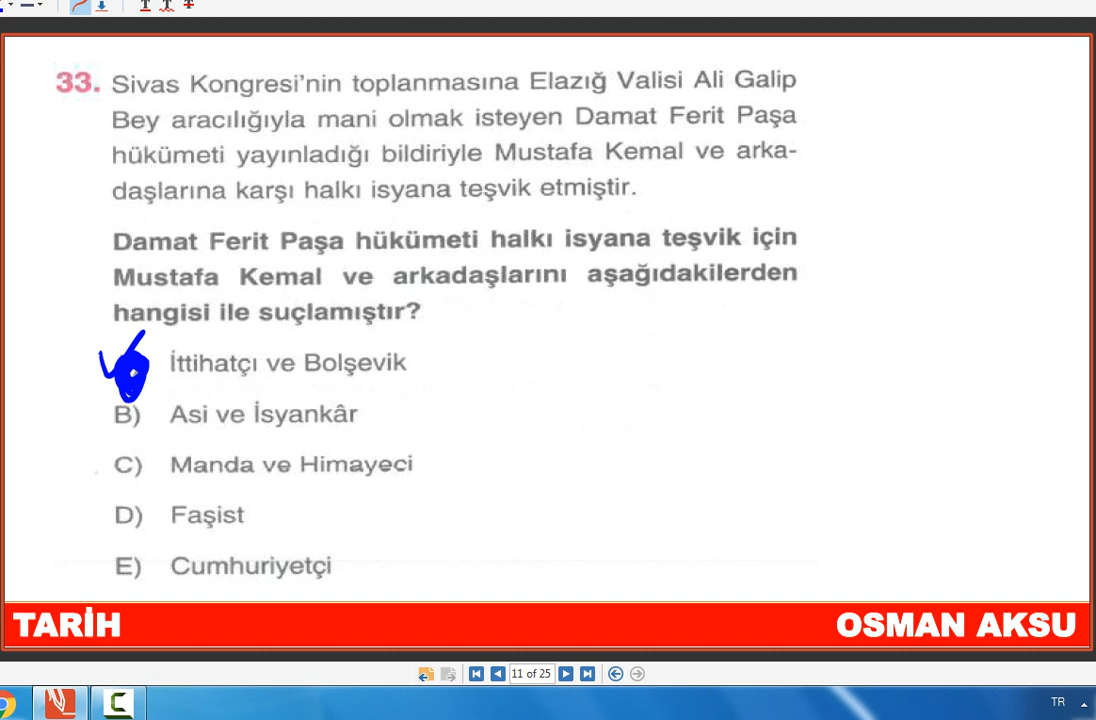 T T T
33. Sivas Kongresi'nin toplanmasına Elazığ Valisi Ali Galip
Bey aracılığıyla mani olmak isteyen Damat Ferit Paşa
hükümeti yayınladığı bildiriyle Mustafa Kemal ve arka-
daşlarına karşı halkı isyana teşvik etmiştir.
Damat Ferit Paşa hükümeti halkı isyana teşvik için
Mustafa Kemal ve arkadaşlarını aşağıdakilerden
hangisi ile suçlamıştır?
İttihatçı ve Bolşevik
B) Asi ve İsyankâr
C) Manda ve Himayeci
D) Faşist
E) Cumhuriyetçi
TARİH OSMAN AKSU
11 of 25
TR